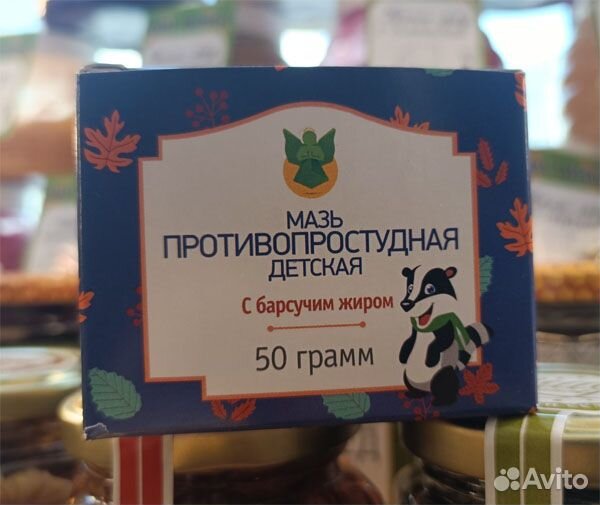 МАЗЬ
ПРОТИВОПРОСТУДНАЯ
ДЕТСКАЯ
С барсучим жиром
50 грамм
Avito